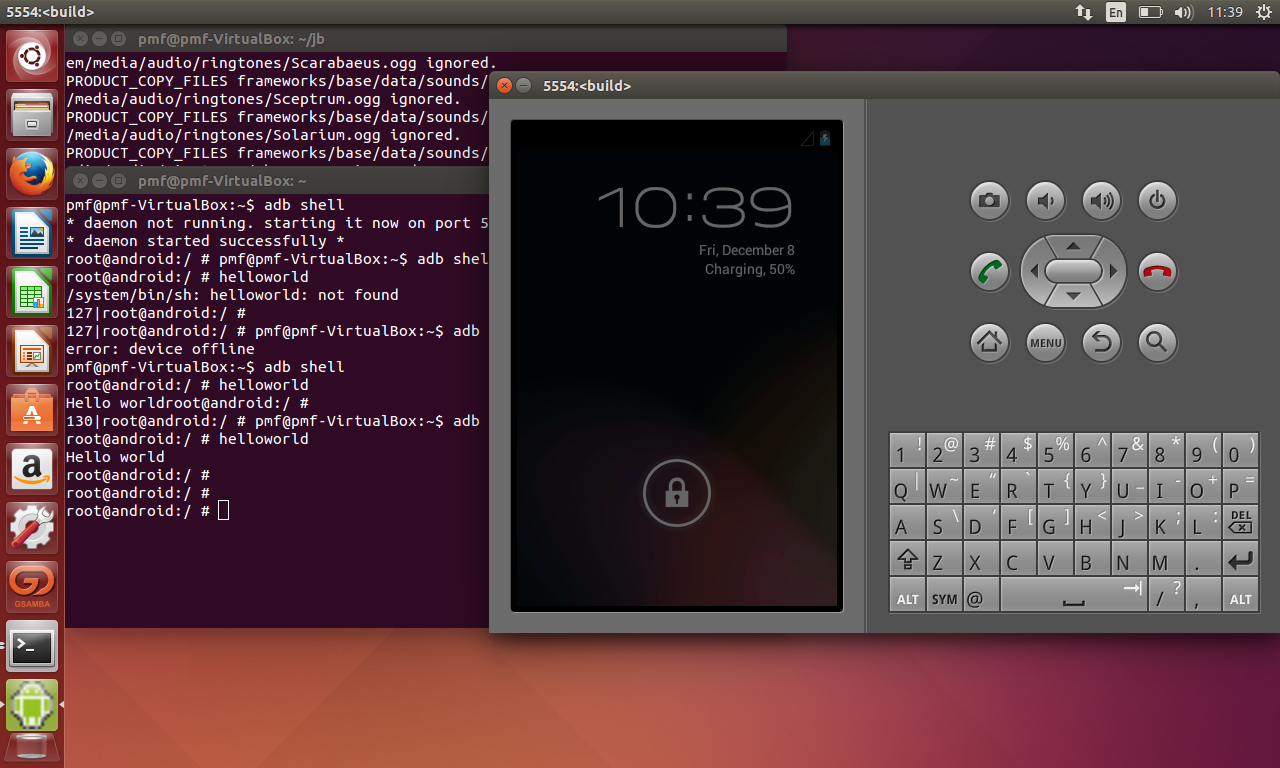 5554:<build>
En
11:39
pmf@pmf-VirtualBox: ~/jb
em/media/audio/ringtones/Scarabaeus.ogg ignored.
PRODUCT_COPY_FILES frameworks/base/data/sounds/
/media/audio/ringtones/Sceptrum.ogg ignored.
PRODUCT_COPY_FILES frameworks/base/data/sounds/
/media/audio/ringtones/Solarium.ogg ignored.
PRODUCT_COPY_FILES frameworks/base/data/sounds/
pmf@pmf-VirtualBox: ~
pmf@pmf-VirtualBox:~$ adb shell
* daemon not running. starting it now on port 5
* daemon started successfully *
root@android:/ # pmf@pmf-VirtualBox:~$ adb shel
root@android:/ # helloworld
/system/bin/sh: helloworld: not found
127|root@android:/ #
127|root@android:/ # pmf@pmf-VirtualBox:~$ adb
error: device offline
pmf@pmf-VirtualBox:~$ adb shell
root@android:/ # helloworld
Hello worldroot@android:/ #
130|root@android:/ # pmf@pmf-VirtualBox:~$ adb
root@android:/ # helloworld
Hello world
root@android:/ #
root@android:/ #
root@android:/ #
GSAMBA
5554:<build>
10:39
Fri, December 8
Charging, 50%
MENU
1 ! 2 @ 3 # 4 $ 5 % 6 ^ 7 & 8 * 9 ( 0 )
Q | W ~ E " R ` T { Y } U _ I - O + P =
A S \ D ' F [ G ] H < J > K ; L : DEL
Z X C V B N M .
ALT SYM @ / ? , ALT